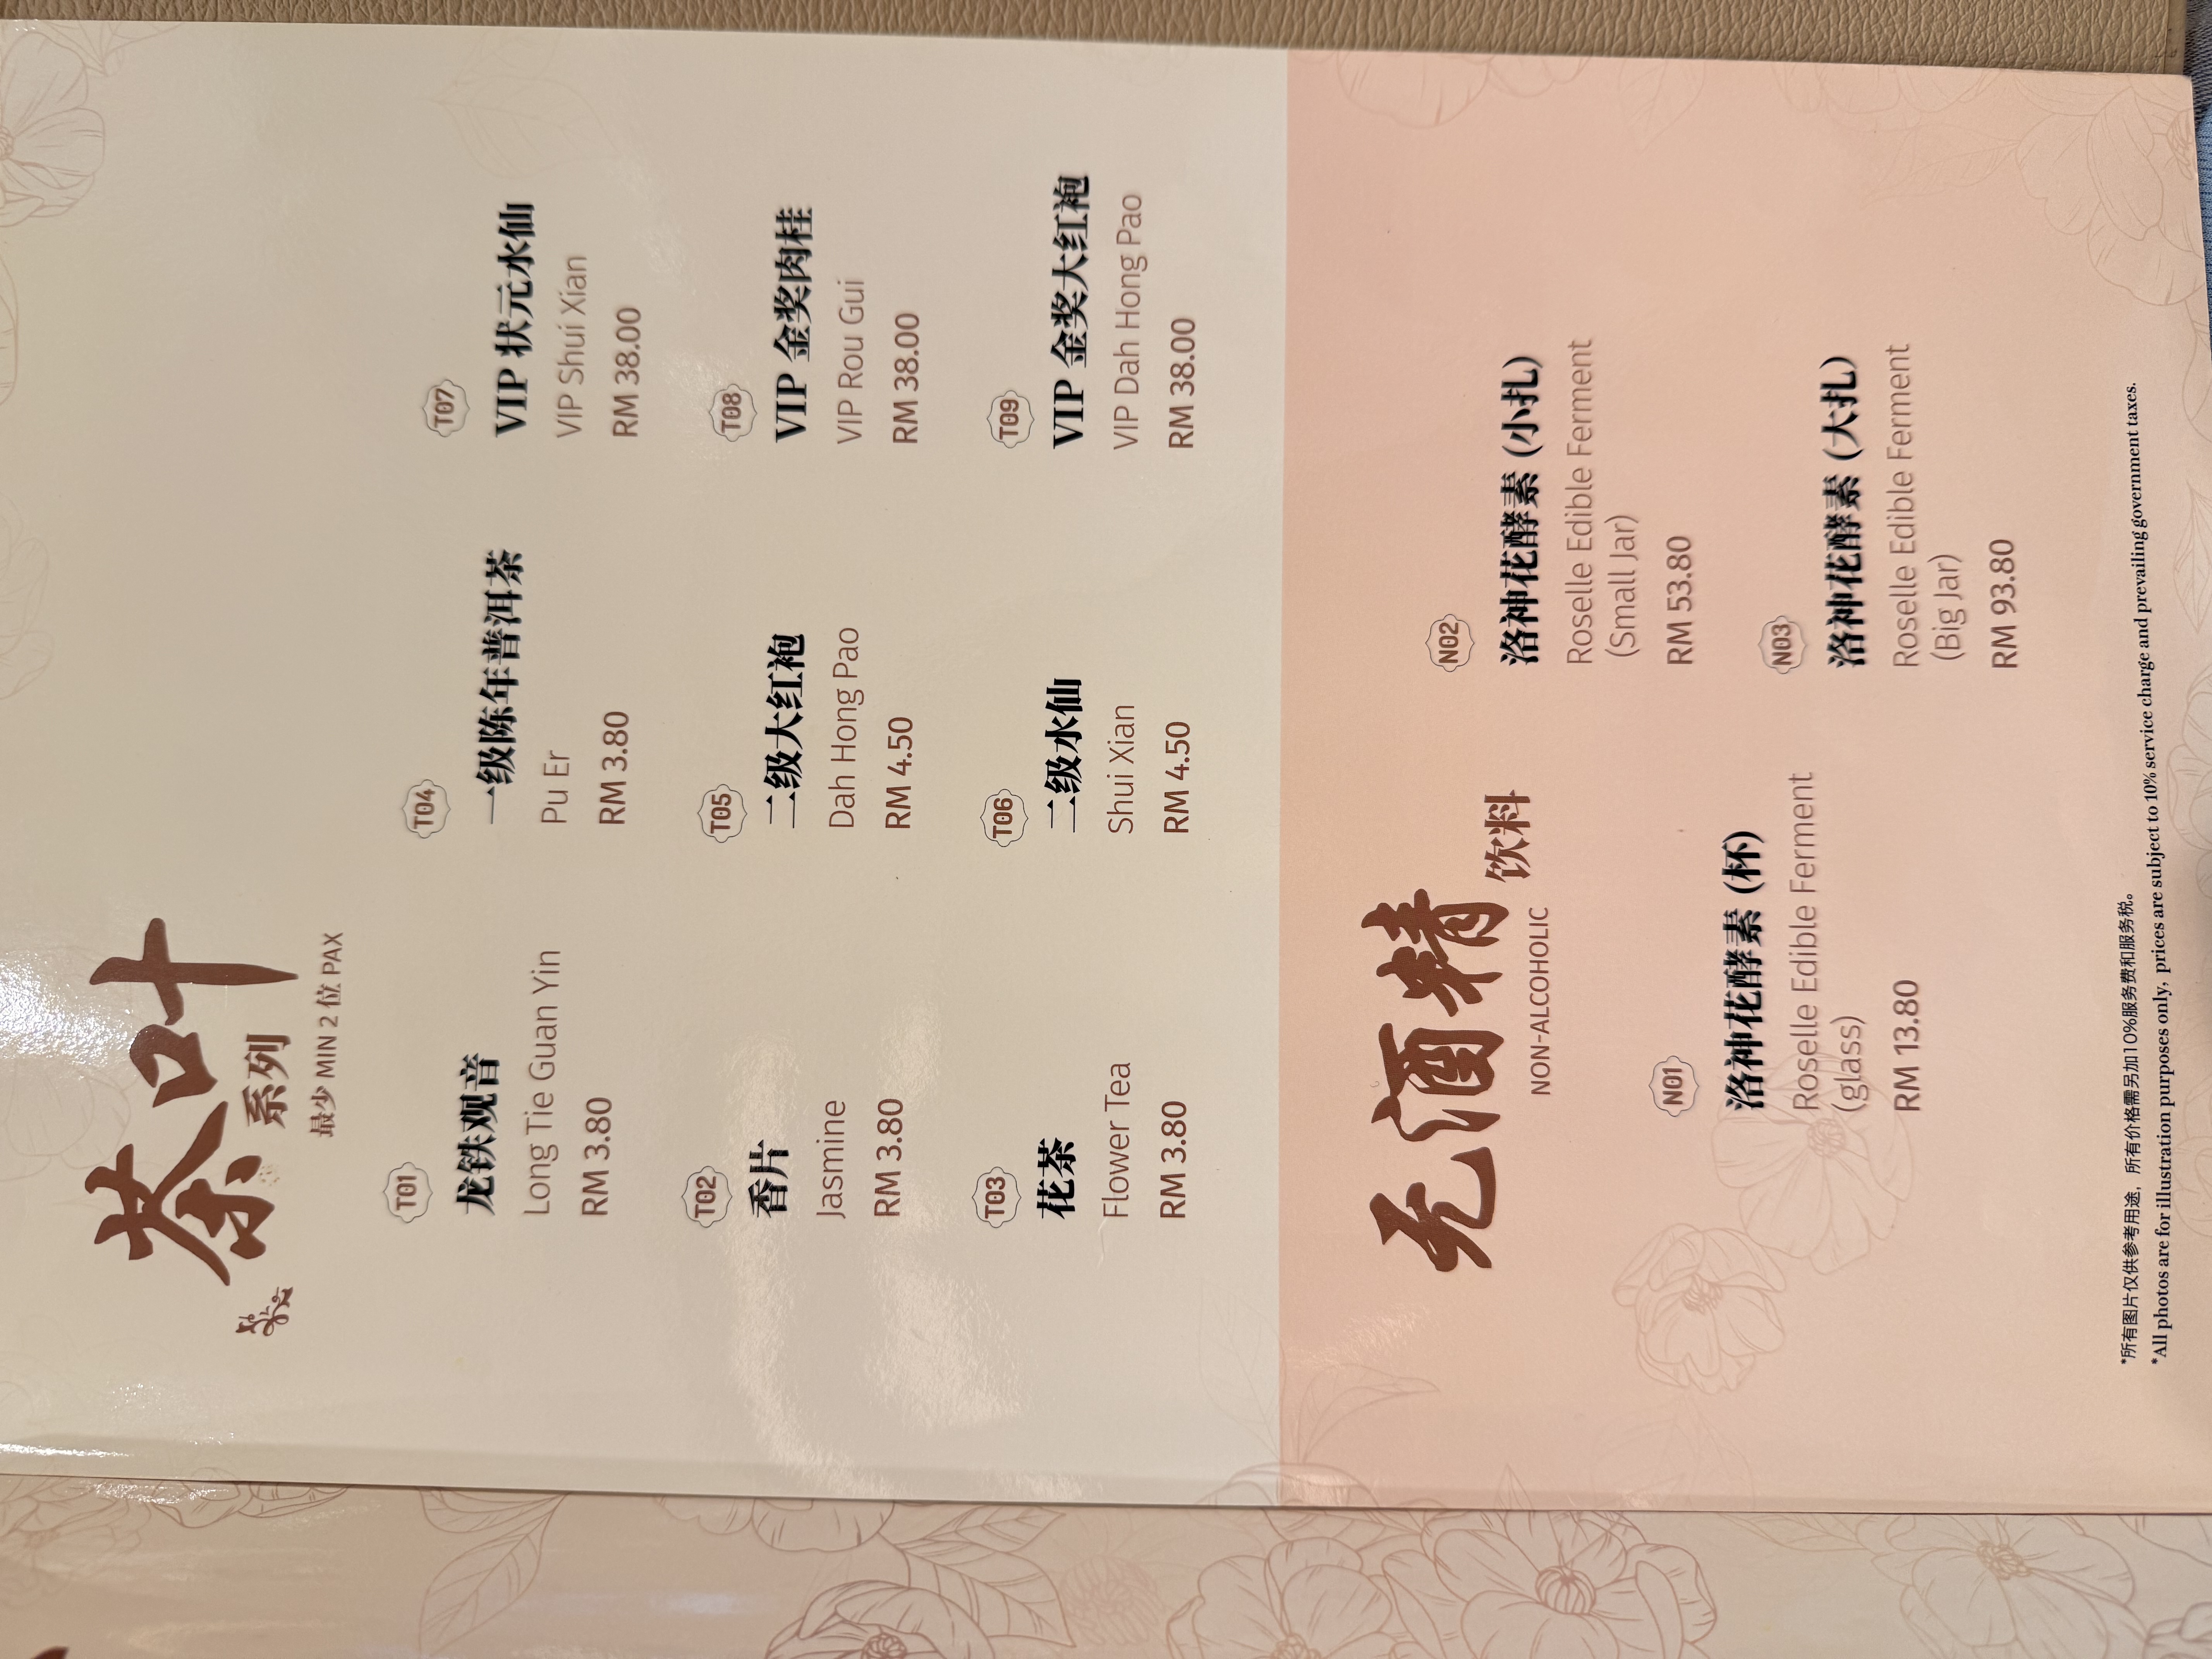 茶叶
系列
最少 MIN 2 位 PAX
T01
龙铁观音
Long Tie Guan Yin
RM 3.80
T02
香片
Jasmine
RM 3.80
T03
花茶
Flower Tea
RM 3.80
T04
一级陈年普洱茶
Pu Er
RM 3.80
T05
二级大红袍
Dah Hong Pao
RM 4.50
T06
二级水仙
Shui Xian
RM 4.50
T07
VIP 状元水仙
VIP Shui Xian
RM 38.00
T08
VIP 金奖肉桂
VIP Rou Gui
RM 38.00
T09
VIP 金奖大红袍
VIP Dah Hong Pao
RM 38.00
无酒精
饮料
NON-ALCOHOLIC
N01
洛神花酵素 (杯)
Roselle Edible Ferment
(glass)
RM 13.80
N02
洛神花酵素 (小扎)
Roselle Edible Ferment
(Small Jar)
RM 53.80
N03
洛神花酵素 (大扎)
Roselle Edible Ferment
(Big Jar)
RM 93.80
*所有图片仅供参考用途，所有价格需另加10%服务费和服务税。
*All photos are for illustration purposes only, prices are subject to 10% service charge and prevailing government taxes.